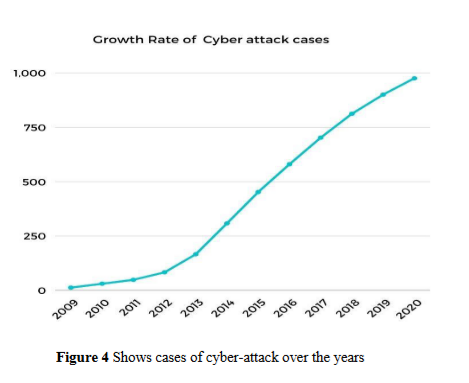 Growth Rate of Cyber attack cases
1,000
750
500
250
0
2009 2010 2011 2012 2013 2014 2015 2016 2017 2018 2019 2020
Figure 4 Shows cases of cyber-attack over the years